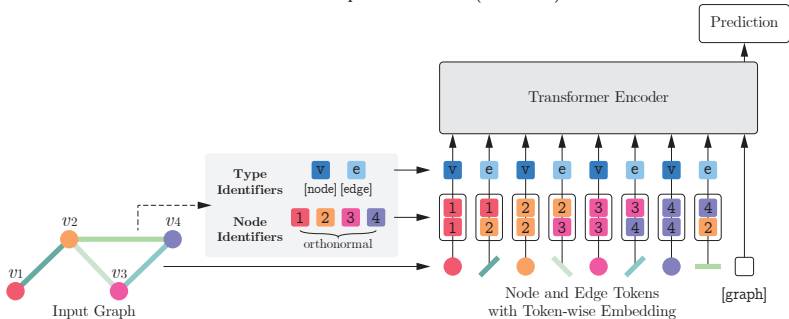 Prediction
Transformer Encoder
Type
Identifiers
v e
[node] [edge]
v e v e v e v e
Node
Identifiers
1 2 3 4
orthonormal
1 1 2 2 3 3 4 4
1 2 2 3 3 4 4 2
v2 v4
v1 v3
Input Graph
Node and Edge Tokens
with Token-wise Embedding
[graph]